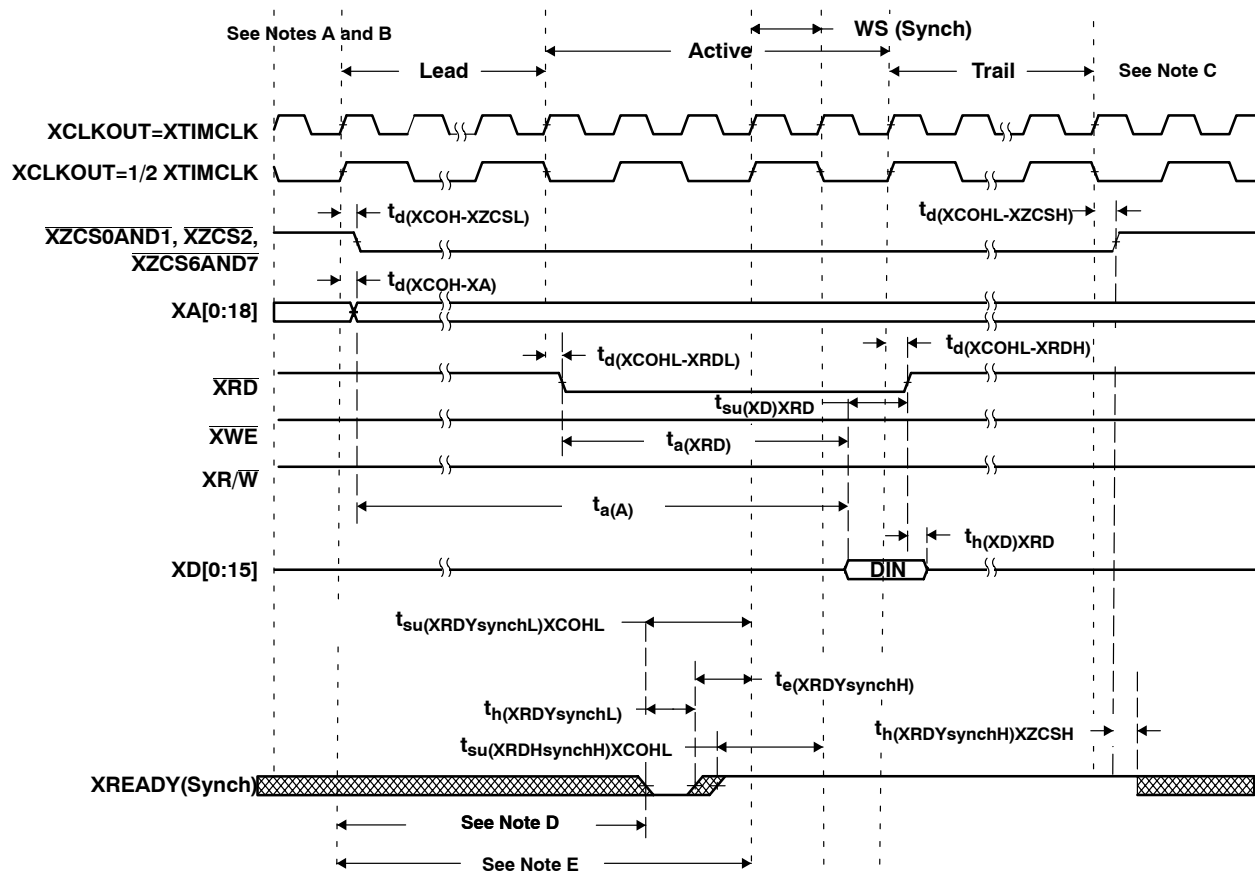 WS (Synch)
See Notes A and B
Active
Lead
Trail
See Note C
XCLKOUT=XTIMCLK
XCLKOUT=1/2 XTIMCLK
td(XCOH-XZCSL)
td(XCOHL-XZCSH)
XZCS0AND1, XZCS2,
XZCS6AND7
td(XCOH-XA)
XA[0:18]
td(XCOHL-XRDL)
td(XCOHL-XRDH)
XRD
tsu(XD)XRD
XWE
ta(XRD)
XR/W
ta(A)
th(XD)XRD
XD[0:15]
DIN
tsu(XRDYsynchL)XCOHL
te(XRDYsynchH)
th(XRDYsynchL)
th(XRDYsynchH)XZCSH
tsu(XRDHsynchH)XCOHL
XREADY(Synch)
See Note D
See Note E